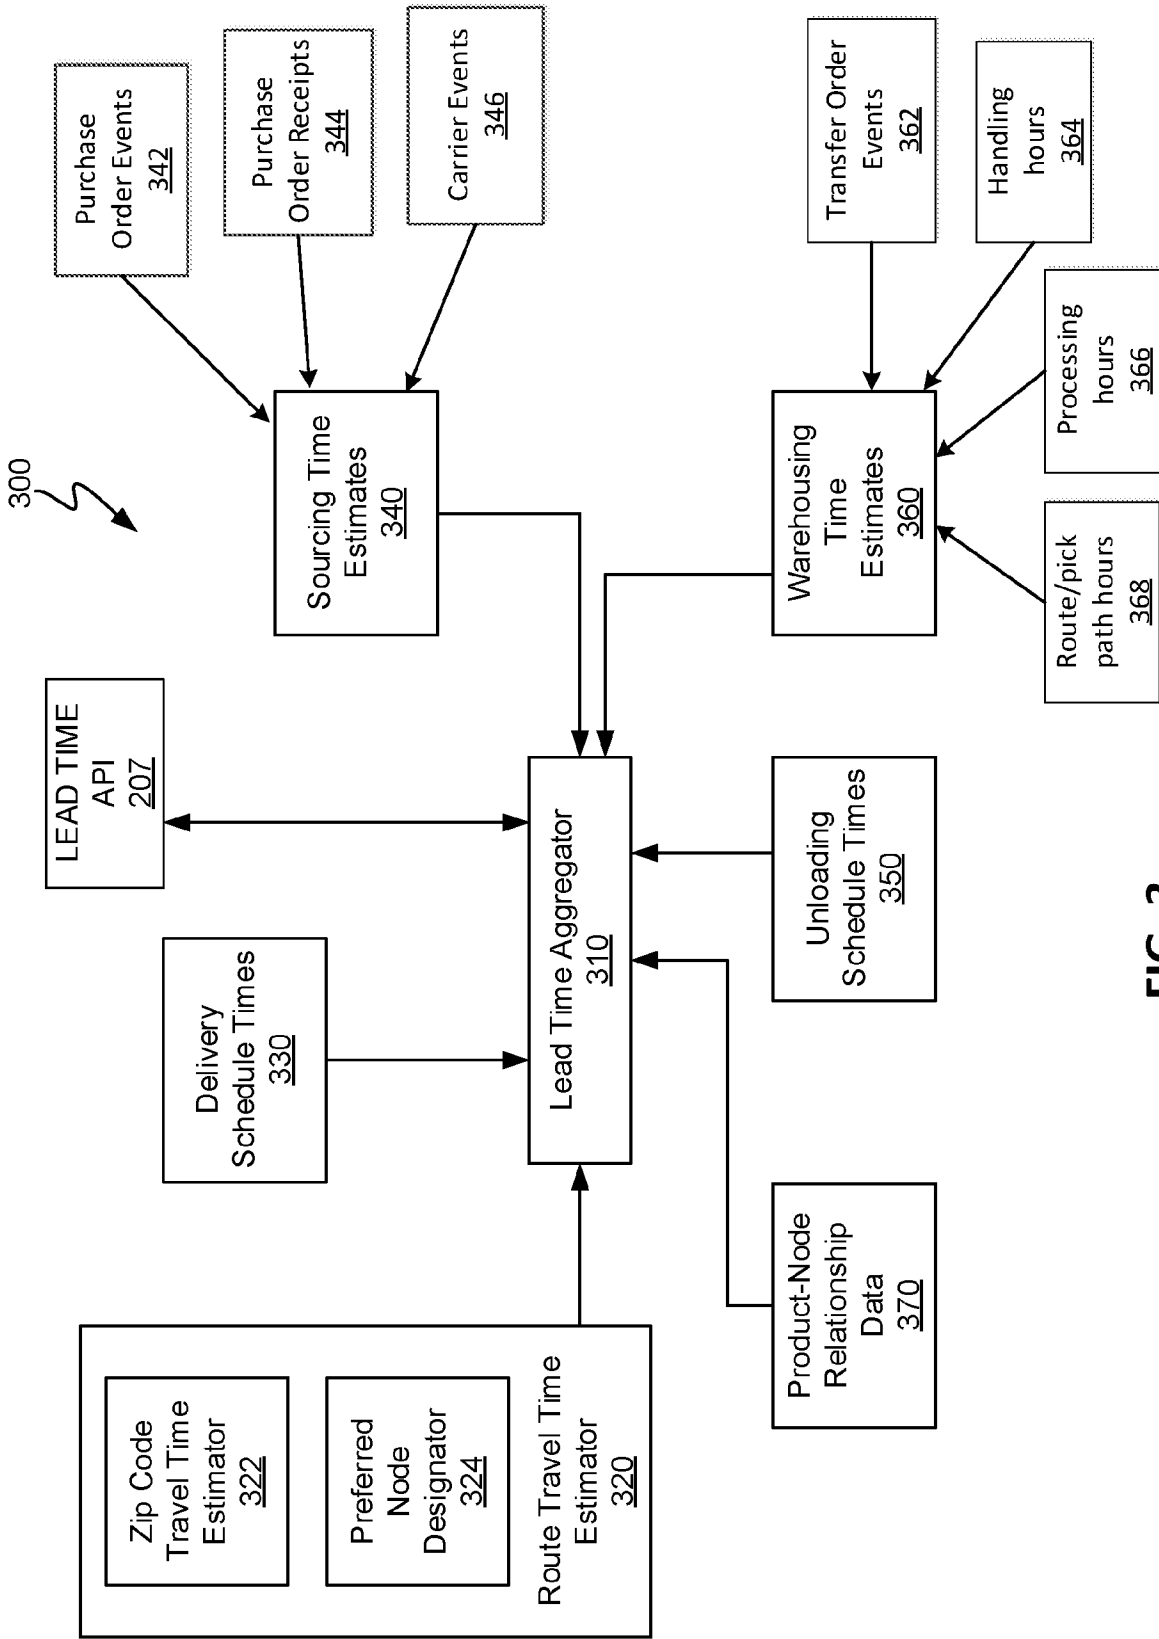 300
LEAD TIME
API
207
Purchase
Order Events
342
Purchase
Order Receipts
344
Carrier Events
346
Sourcing Time
Estimates
340
Delivery
Schedule Times
330
Zip Code
Travel Time
Estimator
322
Preferred
Node
Designator
324
Route Travel Time
Estimator
320
Lead Time Aggregator
310
Product-Node
Relationship
Data
370
Unloading
Schedule Times
350
Warehousing
Time
Estimates
360
Transfer Order
Events
362
Handling
hours
364
Processing
hours
366
Route/pick
path hours
368